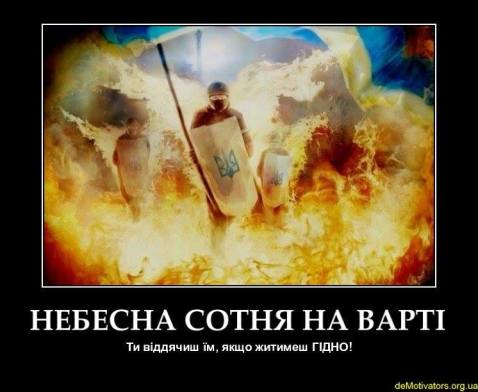 НЕБЕСНА СОТНЯ НА ВАРТІ
Ти віддячиш їм, якщо житимеш ГІДНО!
deMotivators.org.ua